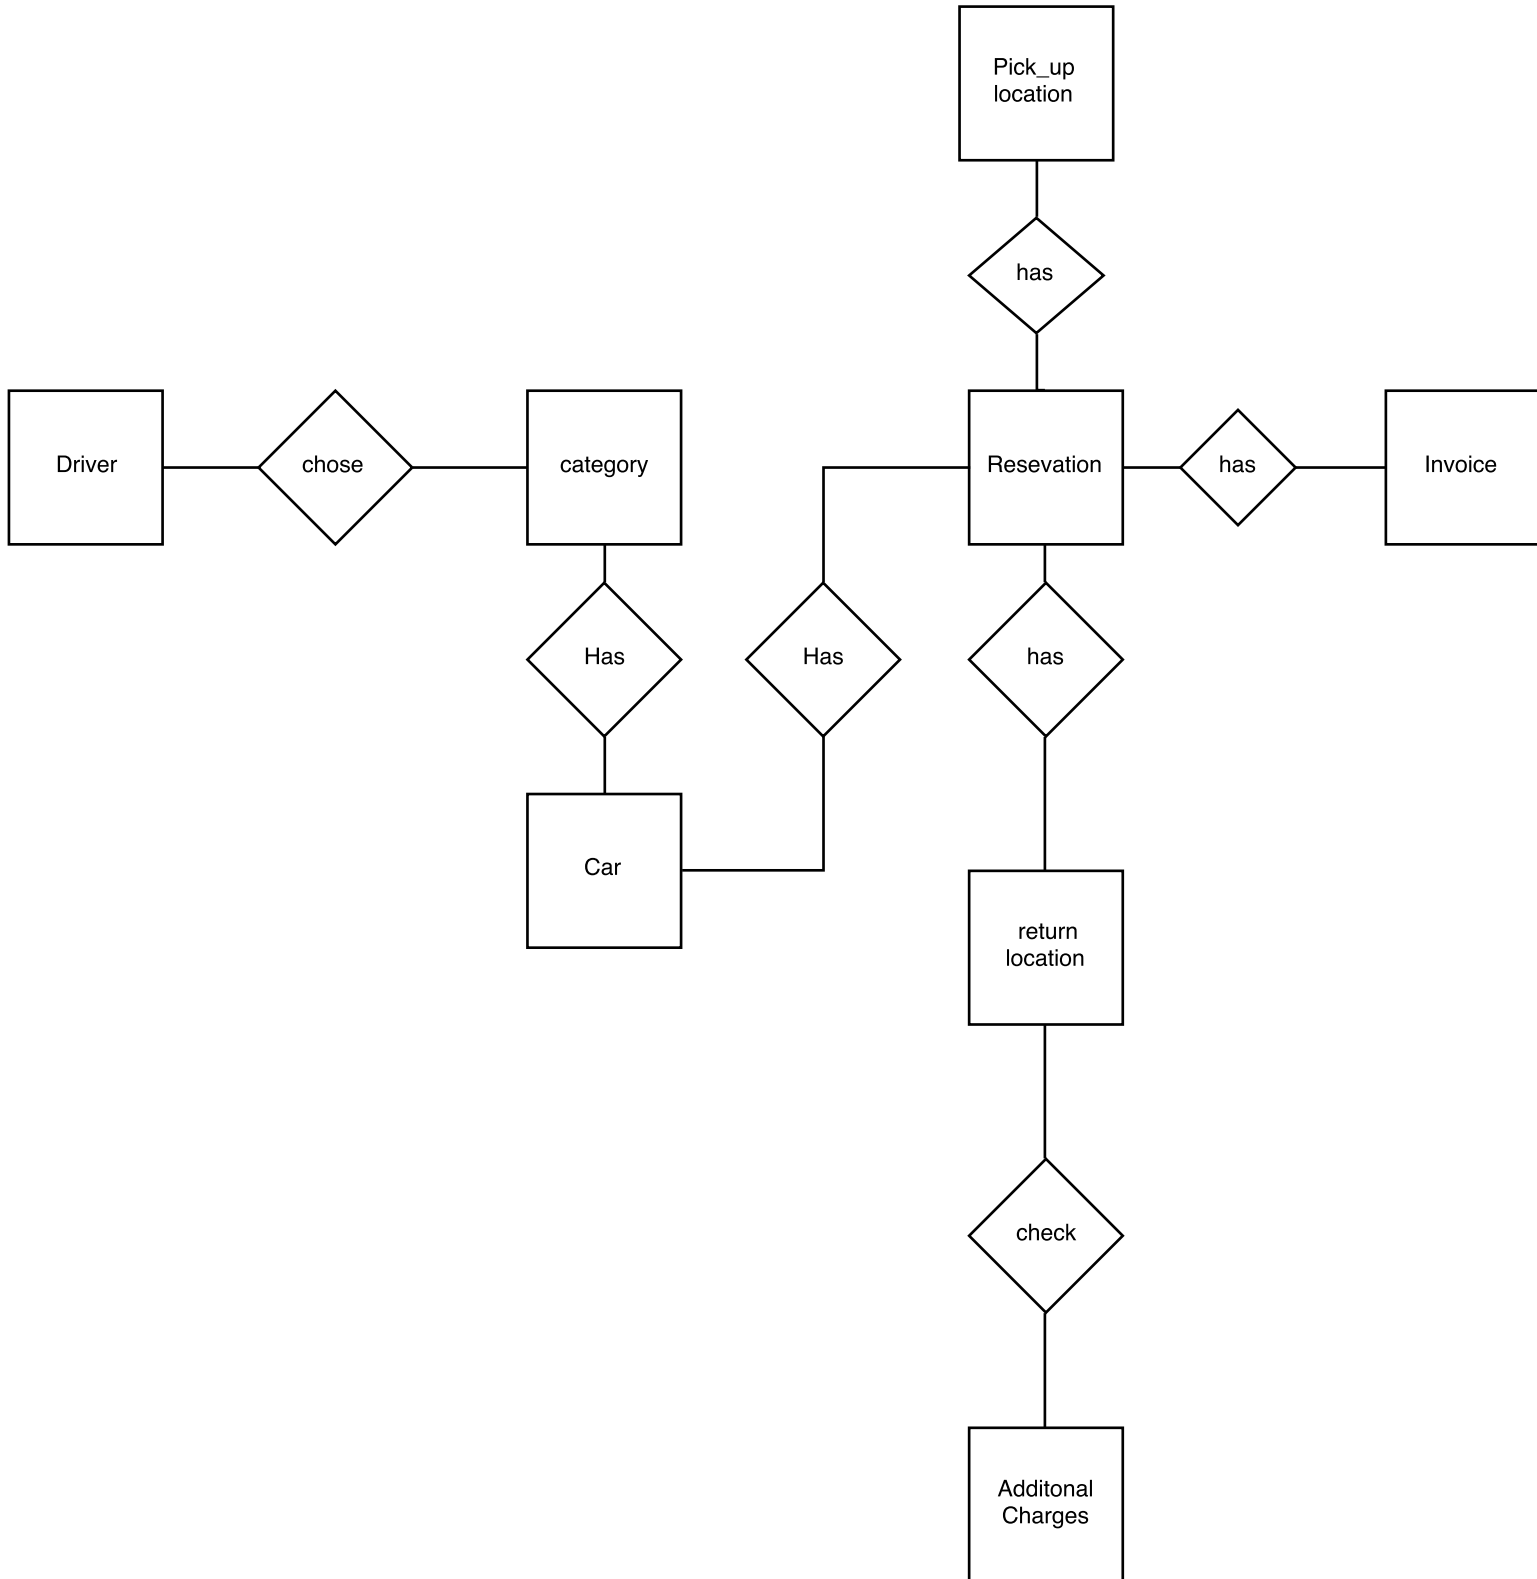 Pick_up
location
has
Driver
chose
category
Resevation
has
Invoice
Has
Has
has
Car
return
location
check
Additonal
Charges